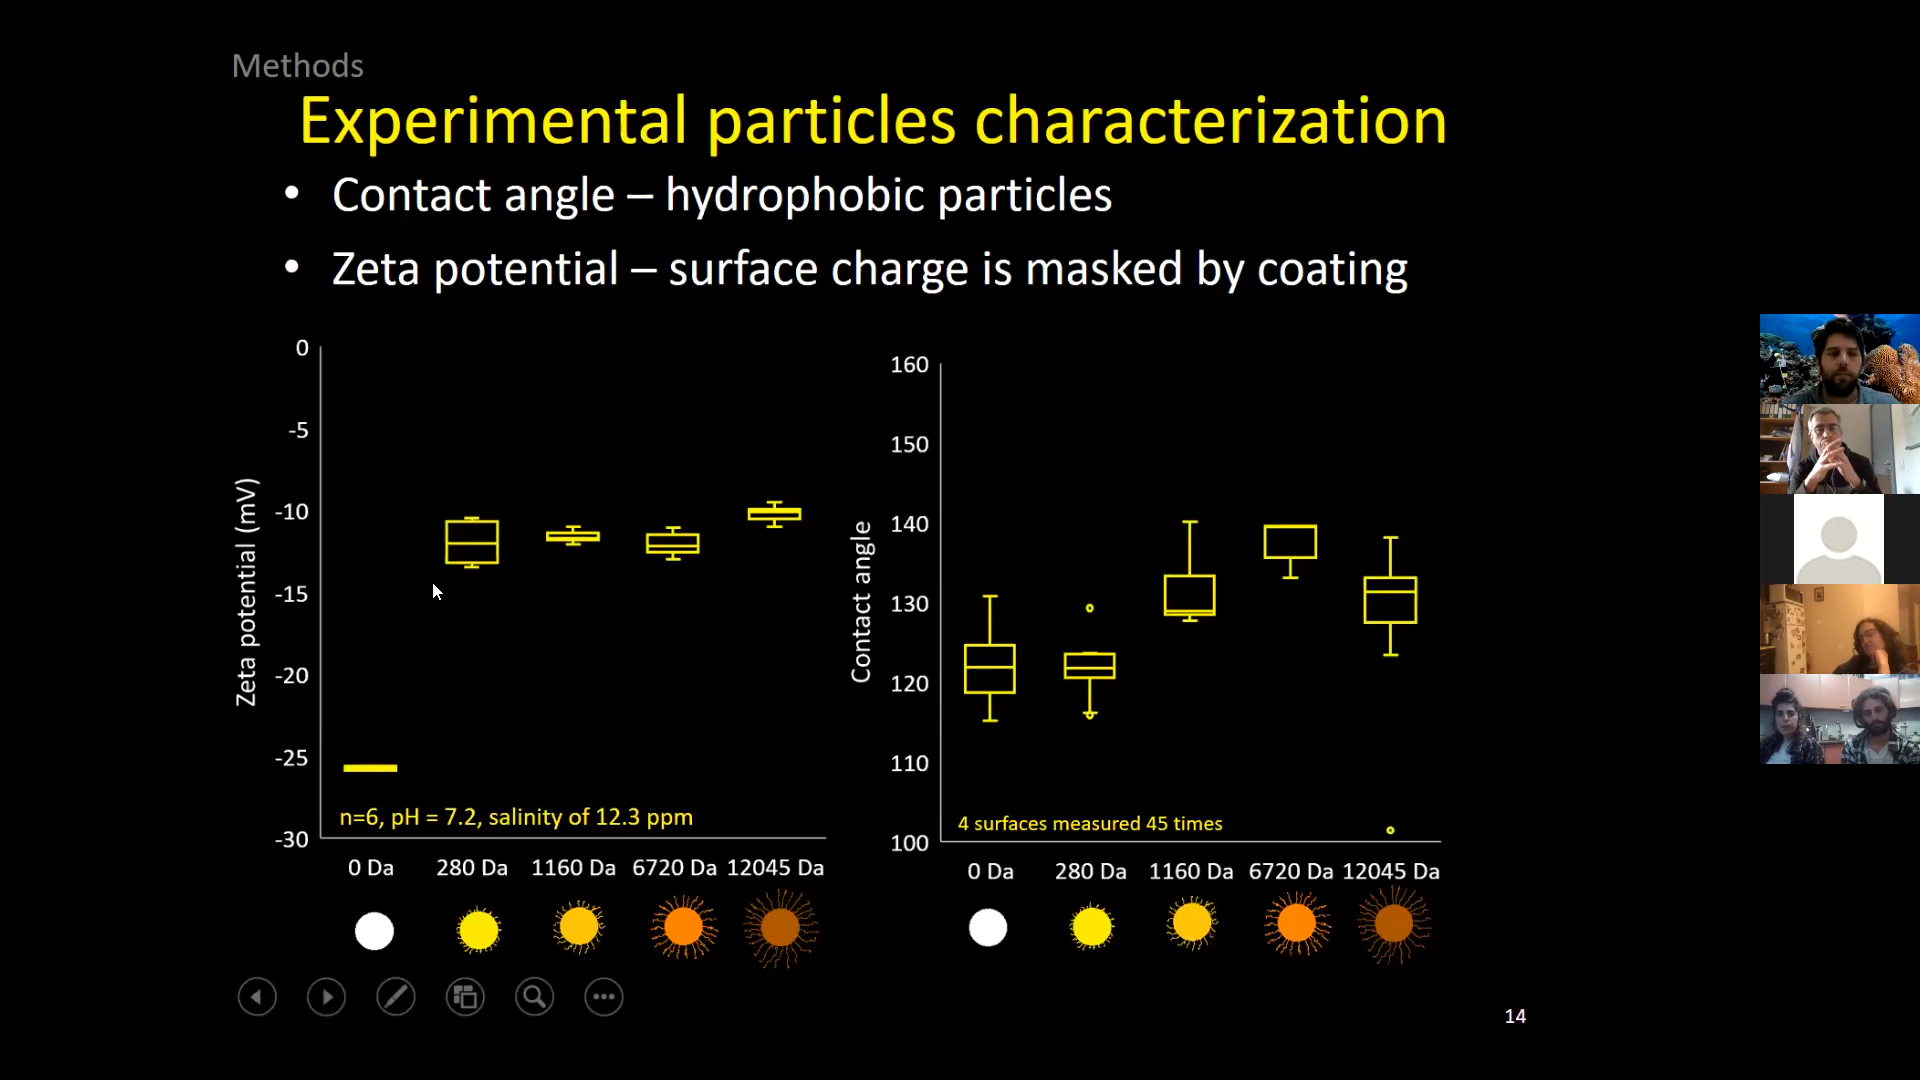 Methods
Experimental particles characterization
• Contact angle – hydrophobic particles
• Zeta potential – surface charge is masked by coating
Zeta potential (mV)
0
-5
-10
-15
-20
-25
-30
n=6, pH = 7.2, salinity of 12.3 ppm
0 Da 280 Da 1160 Da 6720 Da 12045 Da
Contact angle
160
150
140
130
120
110
100
4 surfaces measured 45 times
0 Da 280 Da 1160 Da 6720 Da 12045 Da
14